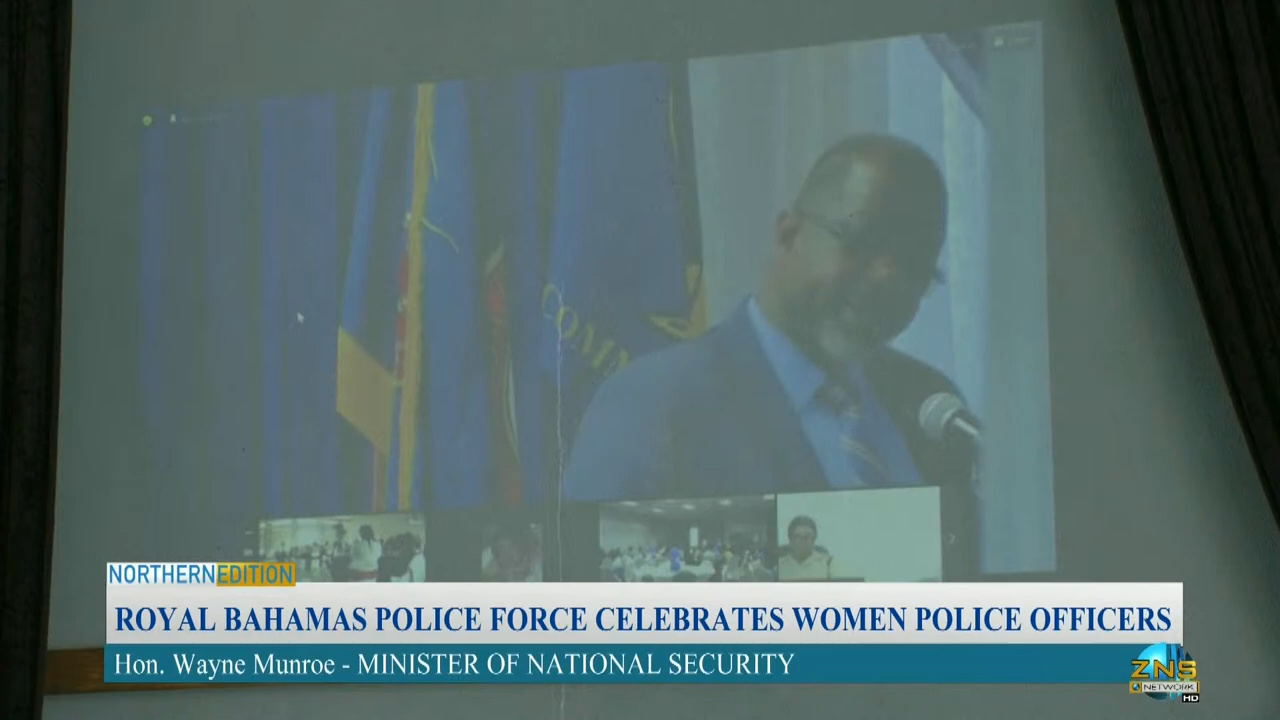 COMM
NORTHERN EDITION
ROYAL BAHAMAS POLICE FORCE CELEBRATES WOMEN POLICE OFFICERS
Hon. Wayne Munroe - MINISTER OF NATIONAL SECURITY
ZNS
NETWORK
HD